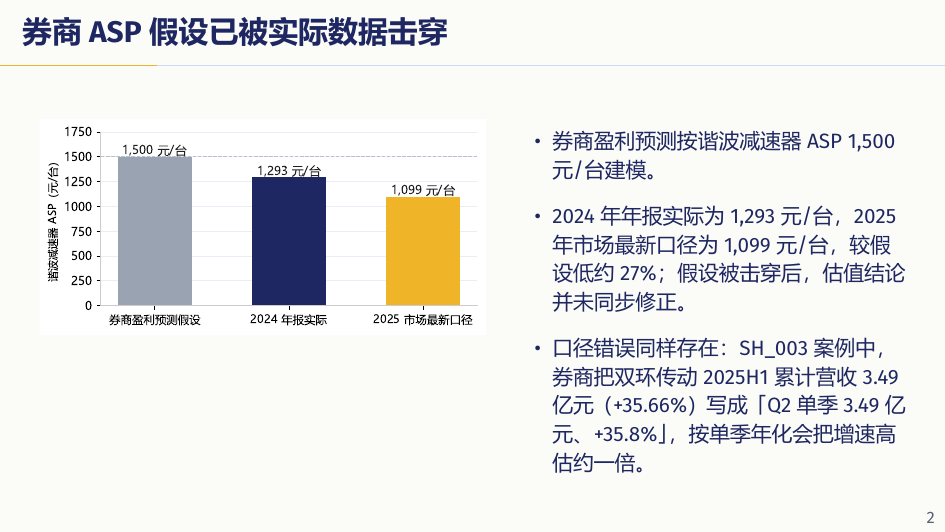 券商 ASP 假设已被实际数据击穿
谐波减速器 ASP（元/台）
1750
1500
1250
1000
750
500
250
0
1,500 元/台
1,293 元/台
1,099 元/台
券商盈利预测假设
2024 年报实际
2025 市场最新口径
• 券商盈利预测按谐波减速器 ASP 1,500
元/台建模。
• 2024 年年报实际为 1,293 元/台，2025
年市场最新口径为 1,099 元/台，较假
设低约 27%；假设被击穿后，估值结论
并未同步修正。
• 口径错误同样存在：SH_003 案例中，
券商把双环传动 2025H1 累计营收 3.49
亿元（+35.66%）写成「Q2 单季 3.49 亿
元、+35.8%」，按单季年化会把增速高
估约一倍。
2